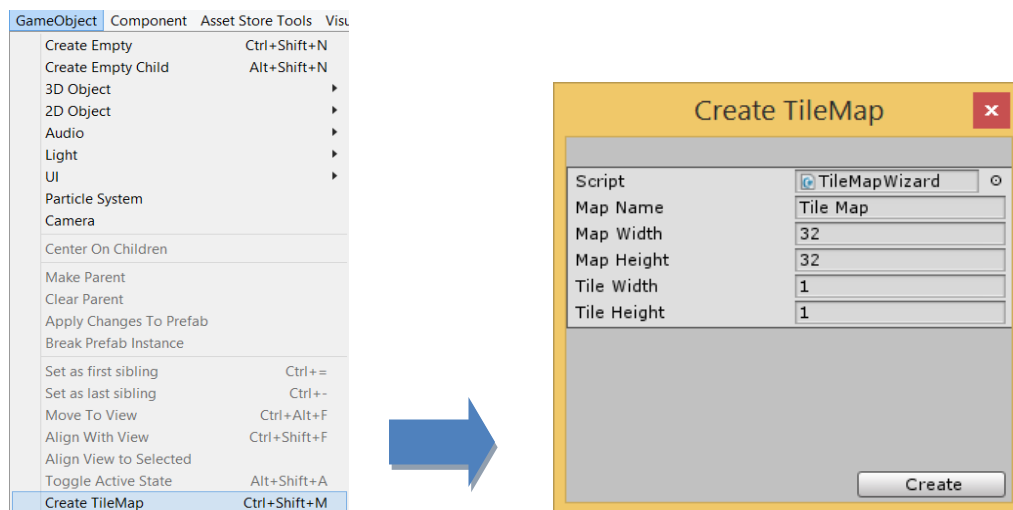 GameObject Component Asset Store Tools Visu
Create Empty Ctrl+Shift+N
Create Empty Child Alt+Shift+N
3D Object
2D Object
Audio
Light
UI
Particle System
Camera
Center On Children
Make Parent
Clear Parent
Apply Changes To Prefab
Break Prefab Instance
Set as first sibling Ctrl+=
Set as last sibling Ctrl+-
Move To View Ctrl+Alt+F
Align With View Ctrl+Shift+F
Align View to Selected
Toggle Active State Alt+Shift+A
Create TileMap Ctrl+Shift+M
Create TileMap
Script TileMapWizard
Map Name Tile Map
Map Width 32
Map Height 32
Tile Width 1
Tile Height 1
Create